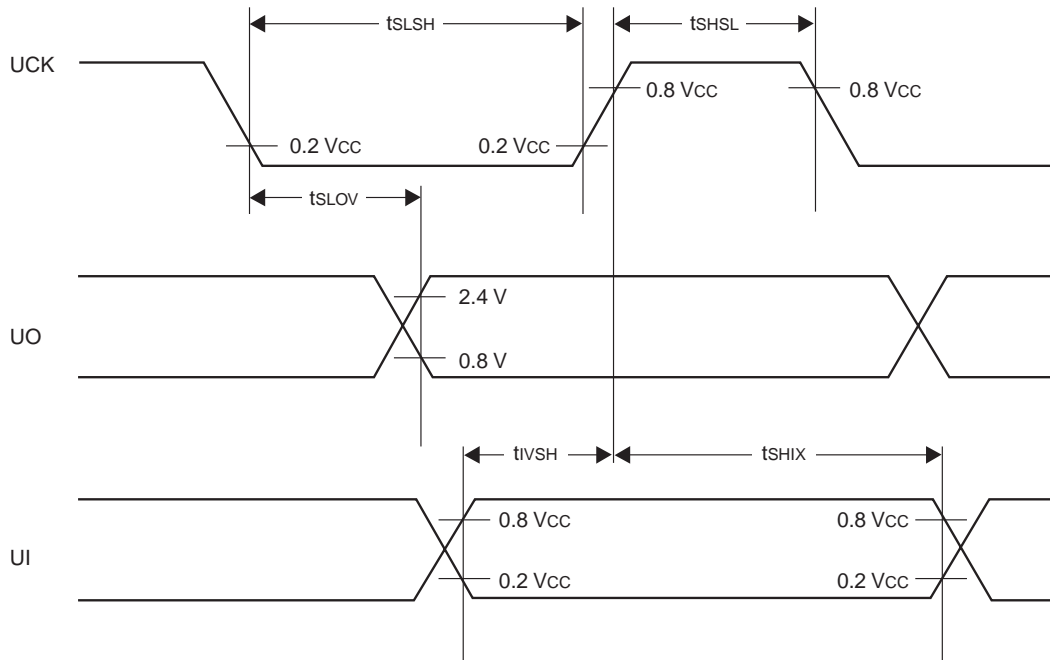 tSLSH
tSHSL
UCK
0.8 VCC
0.8 VCC
0.2 VCC
0.2 VCC
tSLOV
2.4 V
UO
0.8 V
tIVSH
tSHIX
0.8 VCC
0.8 VCC
UI
0.2 VCC
0.2 VCC